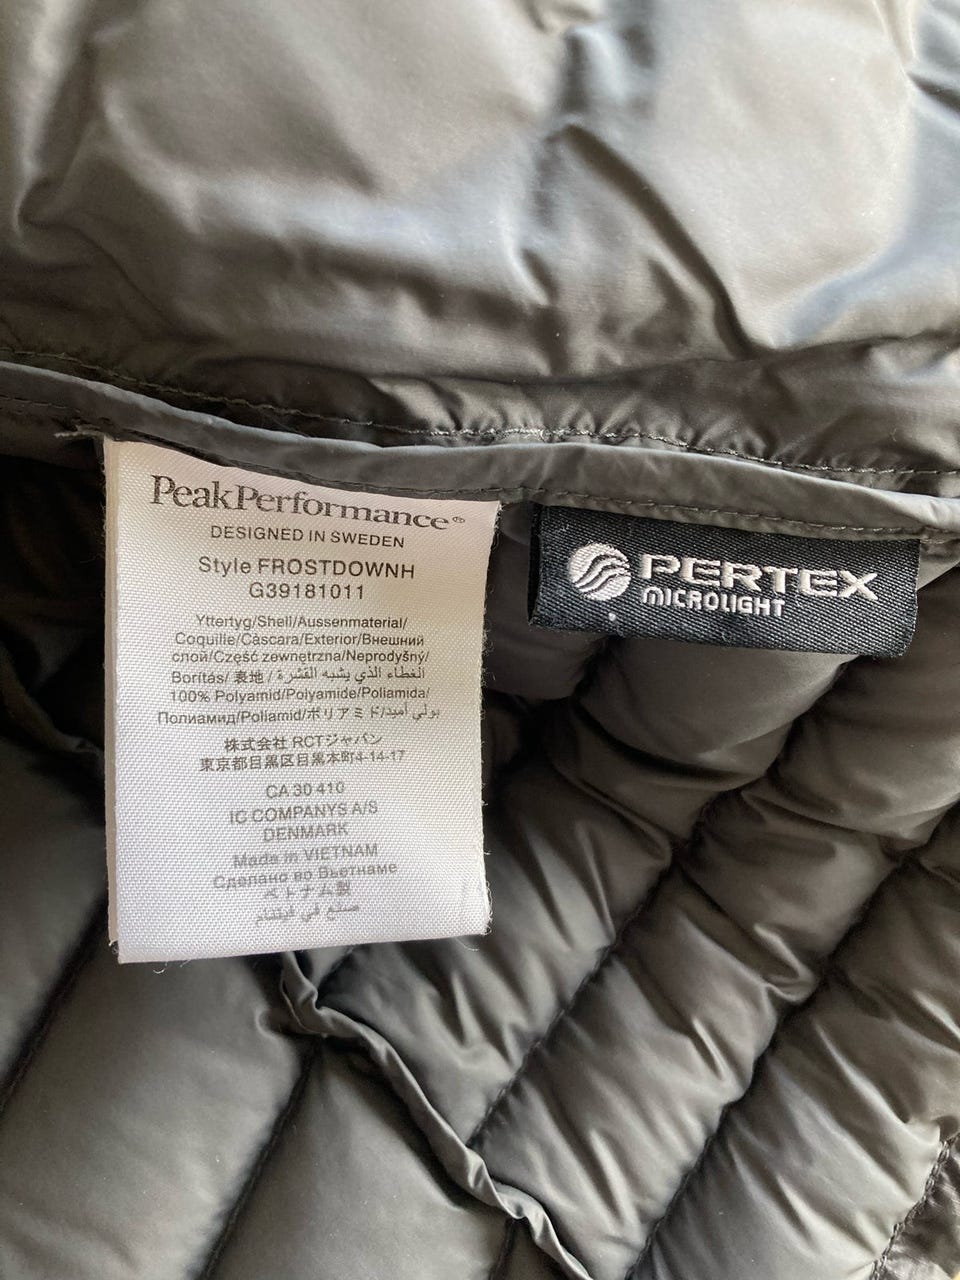 PeakPerformance®
DESIGNED IN SWEDEN
Style FROSTDOWNH
G39181011
Yttertyg/Shell/Aussenmaterial/
Coquille/Cáscara/Exterior/Внешний
слой/Część zewnętrzna/Neprodyšný/
Borítás/ 表地 / الغطاء الذي يشبه القشرة
100% Polyamid/Polyamide/Poliamida/
Полиамид/Poliamid/ポリアミド/بولي أميد
株式会社 RCTジャパン
東京都目黒区目黒本町4-14-17
CA 30 410
IC COMPANYS A/S
DENMARK
Made in VIETNAM
Сделано во Вьетнаме
ベトナム製
صنع في فيتنام
PERTEX
MICROLIGHT